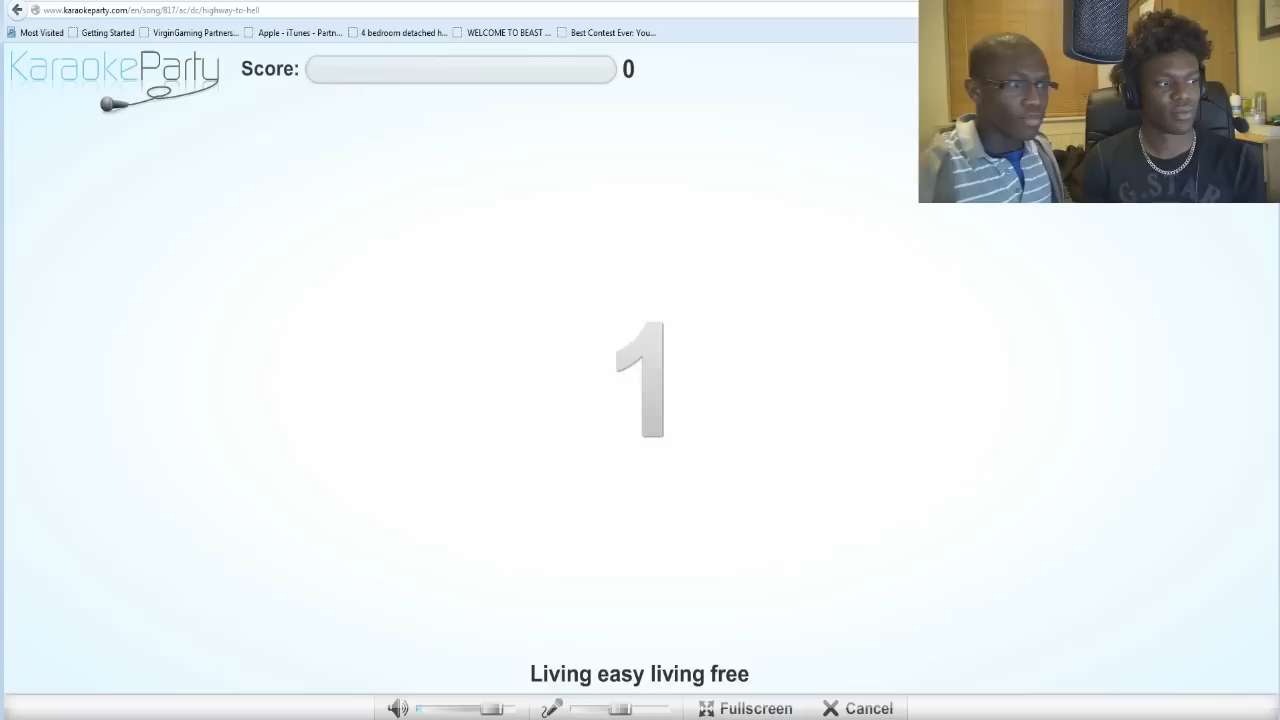 www.karaokeparty.com/en/song/817/ac/dc/highway-to-hell
Most Visited Getting Started VirginGaming Partners... Apple - iTunes - Partn... 4 bedroom detached h... WELCOME TO BEAST ... Best Contest Ever: You...
KaraokeParty Score: 0
G.STAR
1
Living easy living free
Fullscreen Cancel